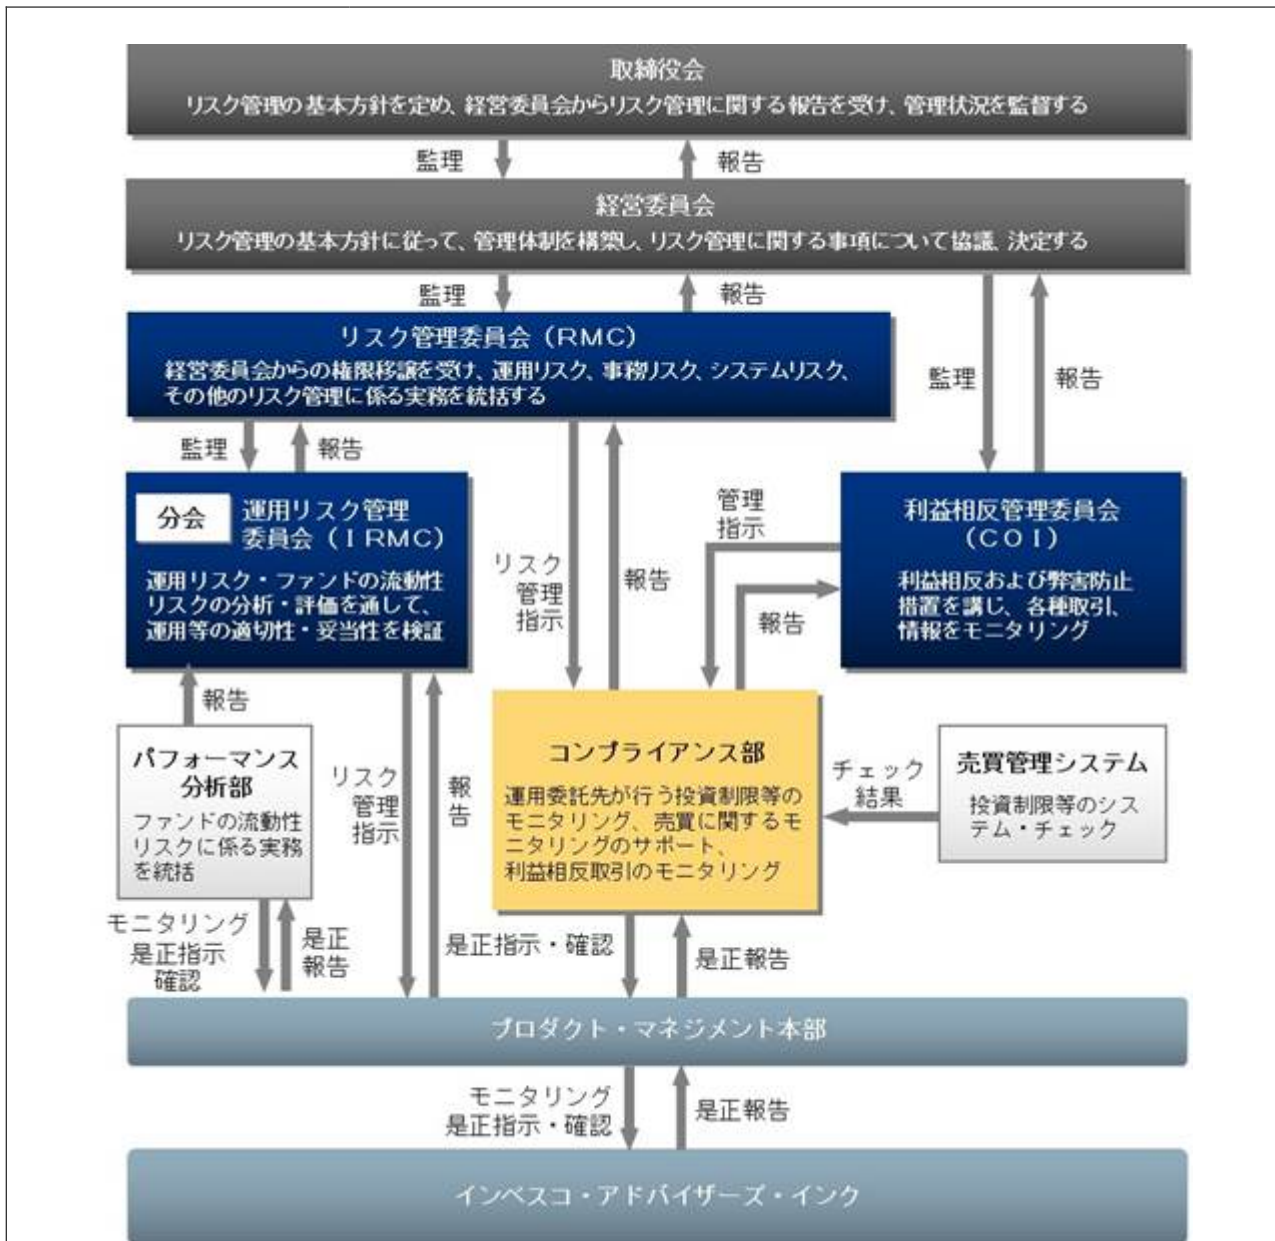 取締役会
リスク管理の基本方針を定め、経営委員会からリスク管理に関する報告を受け、管理状況を監督する
監理
報告
経営委員会
リスク管理の基本方針に従って、管理体制を構築し、リスク管理に関する事項について協議、決定する
監理
報告
リスク管理委員会（RMC）
経営委員会からの権限移譲を受け、運用リスク、事務リスク、システムリスク、
その他のリスク管理に係る実務を統括する
監理
報告
監理
報告
分会
運用リスク管理
委員会（IRMC）
運用リスク・ファンドの流動性
リスクの分析・評価を通して、
運用等の適切性・妥当性を検証
リスク
管理
指示
報告
管理
指示
報告
利益相反管理委員会
（COI）
利益相反および弊害防止
措置を講じ、各種取引、
情報をモニタリング
報告
パフォーマンス
分析部
ファンドの流動性
リスクに係る実務
を統括
リスク
管理
指示
報
告
コンプライアンス部
運用委託先が行う投資制限等の
モニタリング、売買に関するモ
ニタリングのサポート、
利益相反取引のモニタリング
チェック
結果
売買管理システム
投資制限等のシス
テム・チェック
モニタリング
是正指示
確認
是正
報告
是正指示・確認
是正報告
プロダクト・マネジメント本部
モニタリング
是正指示・確認
是正報告
インベスコ・アドバイザーズ・インク